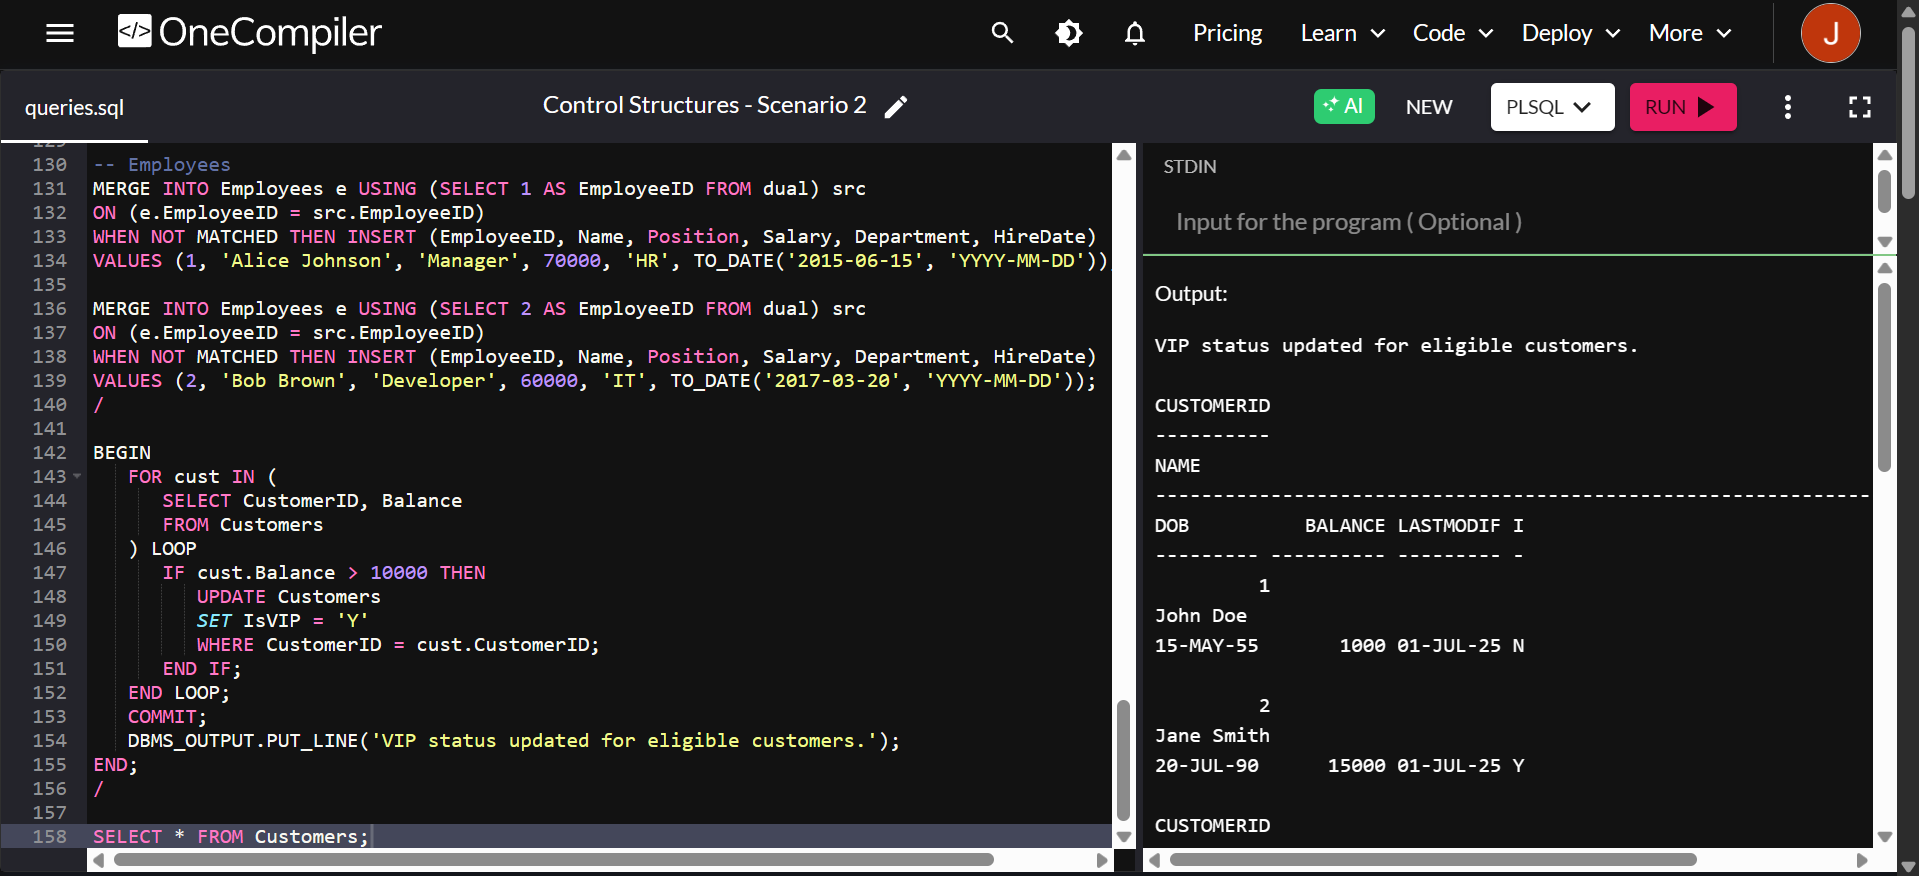 </> OneCompiler
Pricing Learn Code Deploy More J
queries.sql
Control Structures - Scenario 2
AI NEW PLSQL RUN
130 -- Employees
131 MERGE INTO Employees e USING (SELECT 1 AS EmployeeID FROM dual) src
132 ON (e.EmployeeID = src.EmployeeID)
133 WHEN NOT MATCHED THEN INSERT (EmployeeID, Name, Position, Salary, Department, HireDate)
134 VALUES (1, 'Alice Johnson', 'Manager', 70000, 'HR', TO_DATE('2015-06-15', 'YYYY-MM-DD'))
135
136 MERGE INTO Employees e USING (SELECT 2 AS EmployeeID FROM dual) src
137 ON (e.EmployeeID = src.EmployeeID)
138 WHEN NOT MATCHED THEN INSERT (EmployeeID, Name, Position, Salary, Department, HireDate)
139 VALUES (2, 'Bob Brown', 'Developer', 60000, 'IT', TO_DATE('2017-03-20', 'YYYY-MM-DD'));
140 /
141
142 BEGIN
143 FOR cust IN (
144 SELECT CustomerID, Balance
145 FROM Customers
146 ) LOOP
147 IF cust.Balance > 10000 THEN
148 UPDATE Customers
149 SET IsVIP = 'Y'
150 WHERE CustomerID = cust.CustomerID;
151 END IF;
152 END LOOP;
153 COMMIT;
154 DBMS_OUTPUT.PUT_LINE('VIP status updated for eligible customers.');
155 END;
156 /
157
158 SELECT * FROM Customers;
STDIN
Input for the program ( Optional )
Output:
VIP status updated for eligible customers.
CUSTOMERID
----------
NAME
--------------------------------------------------------------
DOB BALANCE LASTMODIF I
--------- ---------- --------- -
1
John Doe
15-MAY-55 1000 01-JUL-25 N
2
Jane Smith
20-JUL-90 15000 01-JUL-25 Y
CUSTOMERID